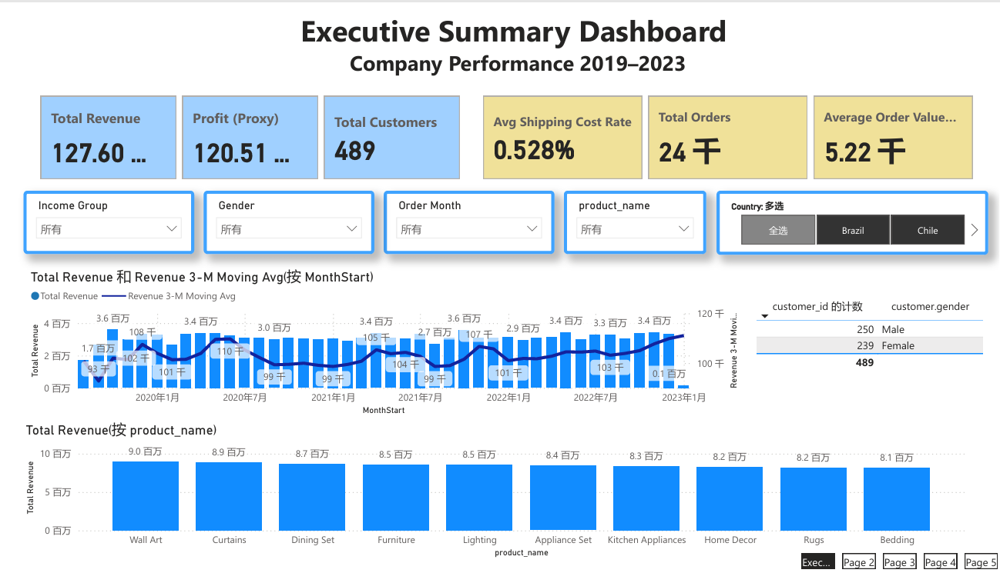 Executive Summary Dashboard
Company Performance 2019–2023
Total Revenue
127.60 ...
Profit (Proxy)
120.51 ...
Total Customers
489
Avg Shipping Cost Rate
0.528%
Total Orders
24 千
Average Order Value...
5.22 千
Income Group
所有
Gender
所有
Order Month
所有
product_name
所有
Country: 多选
全选
Brazil
Chile
Total Revenue 和 Revenue 3-M Moving Avg(按 MonthStart)
Total Revenue
Revenue 3-M Moving Avg
Total Revenue
4 百万
2 百万
0 百万
1.7 百万
3.6 百万
3.4 百万
3.0 百万
3.4 百万
2.7 百万
3.6 百万
2.9 百万
3.4 百万
3.3 百万
3.4 百万
0.1 百万
93 千
102 千
108 千
101 千
110 千
99 千
99 千
105 千
104 千
99 千
107 千
101 千
103 千
120 千
100 千
Revenue 3-M Movi...
2020年1月
2020年7月
2021年1月
2021年7月
2022年1月
2022年7月
2023年1月
MonthStart
customer_id 的计数 customer.gender
250 Male
239 Female
489
Total Revenue(按 product_name)
Total Revenue
10 百万
5 百万
0 百万
9.0 百万
8.9 百万
8.7 百万
8.5 百万
8.5 百万
8.4 百万
8.3 百万
8.2 百万
8.2 百万
8.1 百万
Wall Art
Curtains
Dining Set
Furniture
Lighting
Appliance Set
Kitchen Appliances
Home Decor
Rugs
Bedding
product_name
Exec...
Page 2
Page 3
Page 4
Page 5